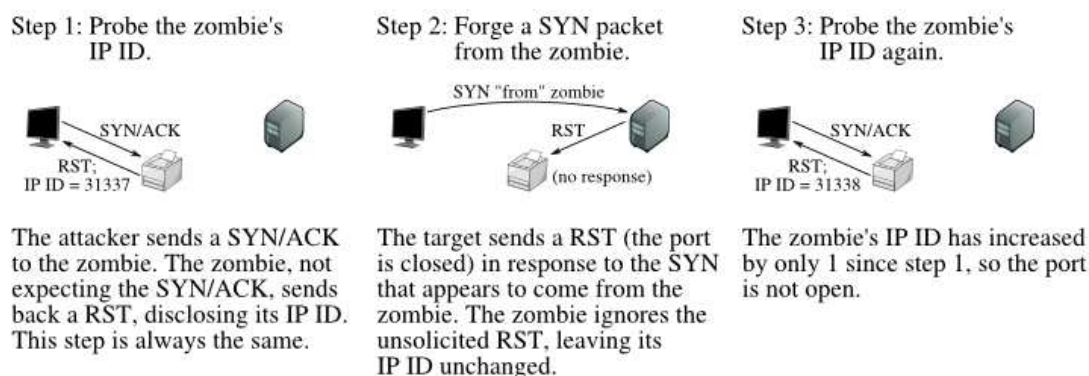 Step 1: Probe the zombie's
IP ID.
SYN/ACK
RST;
IP ID = 31337
The attacker sends a SYN/ACK
to the zombie. The zombie, not
expecting the SYN/ACK, sends
back a RST, disclosing its IP ID.
This step is always the same.
Step 2: Forge a SYN packet
from the zombie.
SYN "from" zombie
RST
(no response)
The target sends a RST (the port
is closed) in response to the SYN
that appears to come from the
zombie. The zombie ignores the
unsolicited RST, leaving its
IP ID unchanged.
Step 3: Probe the zombie's
IP ID again.
SYN/ACK
RST;
IP ID = 31338
The zombie's IP ID has increased
by only 1 since step 1, so the port
is not open.